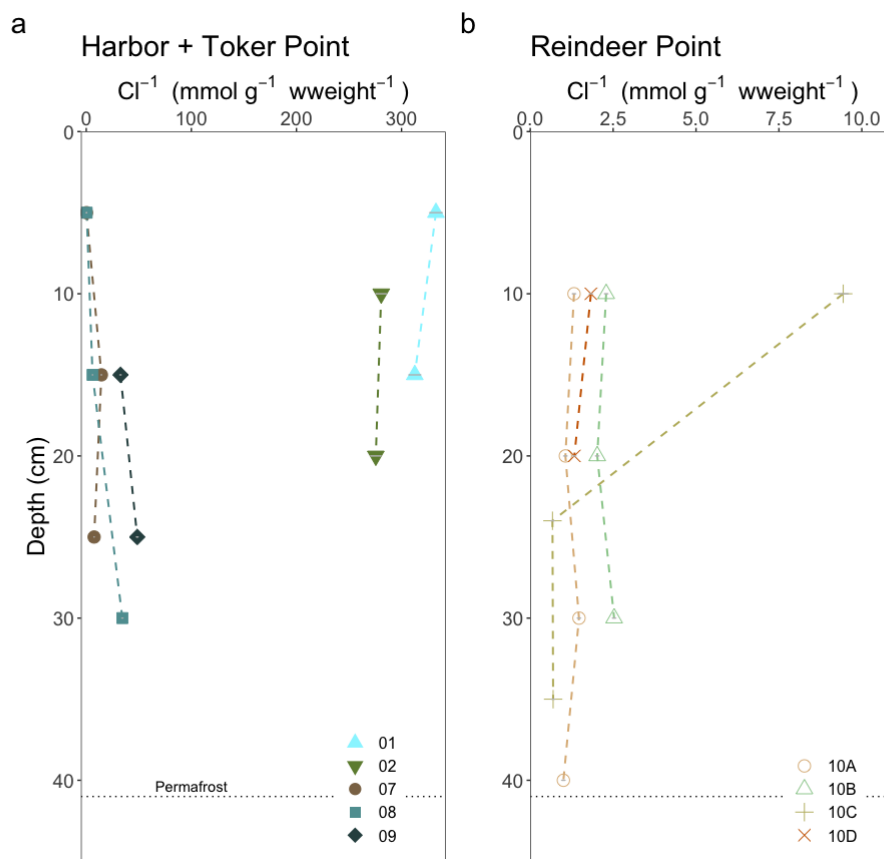 a
Harbor + Toker Point
Cl⁻¹ (mmol g⁻¹ wweight⁻¹ )
0 100 200 300
0
10
20
30
40
Depth (cm)
Permafrost
01
02
07
08
09
b
Reindeer Point
Cl⁻¹ (mmol g⁻¹ wweight⁻¹ )
0.0 2.5 5.0 7.5 10.0
0
10
20
30
40
10A
10B
10C
10D